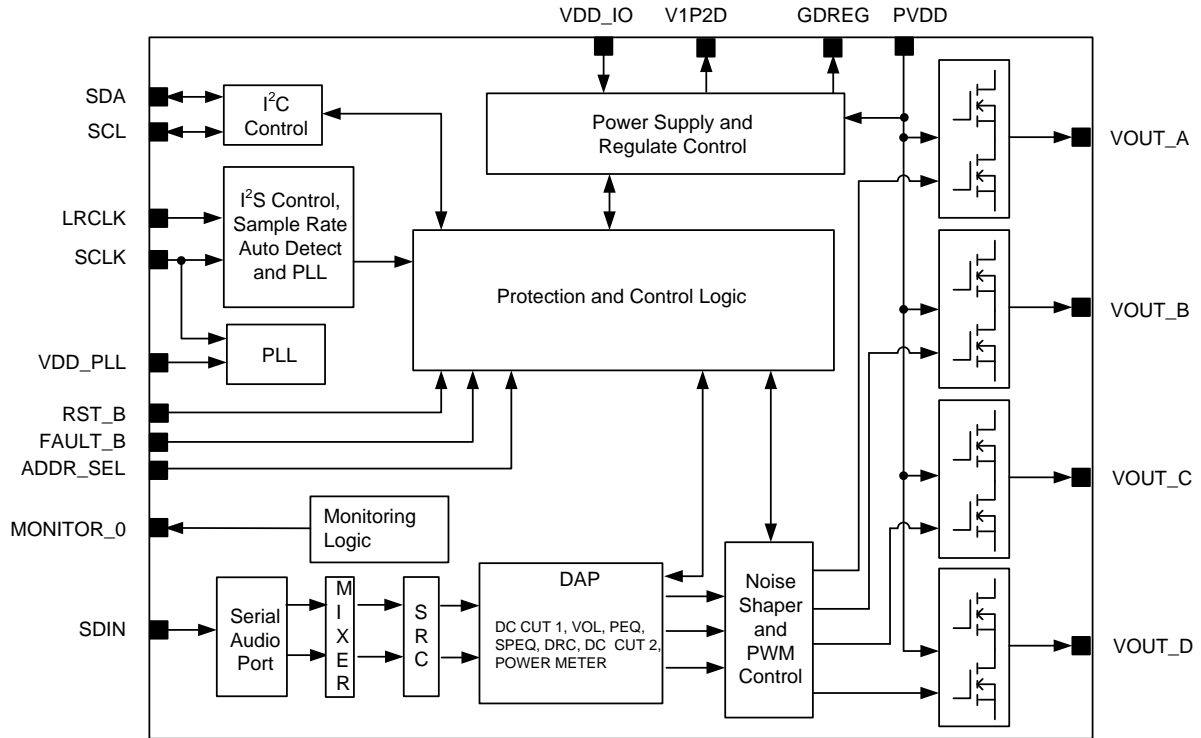 VDD_IO V1P2D GDREG PVDD
SDA
SCL
I²C
Control
Power Supply and
Regulate Control
VOUT_A
LRCLK
SCLK
I²S Control,
Sample Rate
Auto Detect
and PLL
Protection and Control Logic
VOUT_B
VDD_PLL
PLL
RST_B
FAULT_B
ADDR_SEL
VOUT_C
MONITOR_0
Monitoring
Logic
SDIN
Serial
Audio
Port
MIXER
SRC
DAP
DC CUT 1, VOL, PEQ,
SPEQ, DRC, DC CUT 2,
POWER METER
Noise
Shaper
and
PWM
Control
VOUT_D